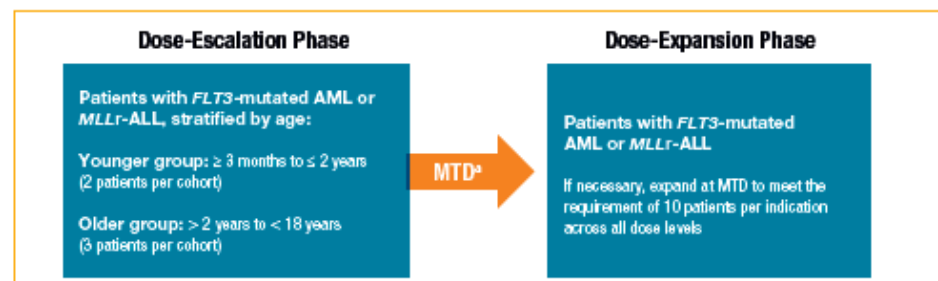 Dose-Escalation Phase
Patients with FLT3-mutated AML or
MLLr-ALL, stratified by age:
Younger group: ≥ 3 months to ≤ 2 years
(2 patients per cohort)
Older group: > 2 years to < 18 years
(3 patients per cohort)
MTDᵃ
Dose-Expansion Phase
Patients with FLT3-mutated
AML or MLLr-ALL
If necessary, expand at MTD to meet the
requirement of 10 patients per indication
across all dose levels